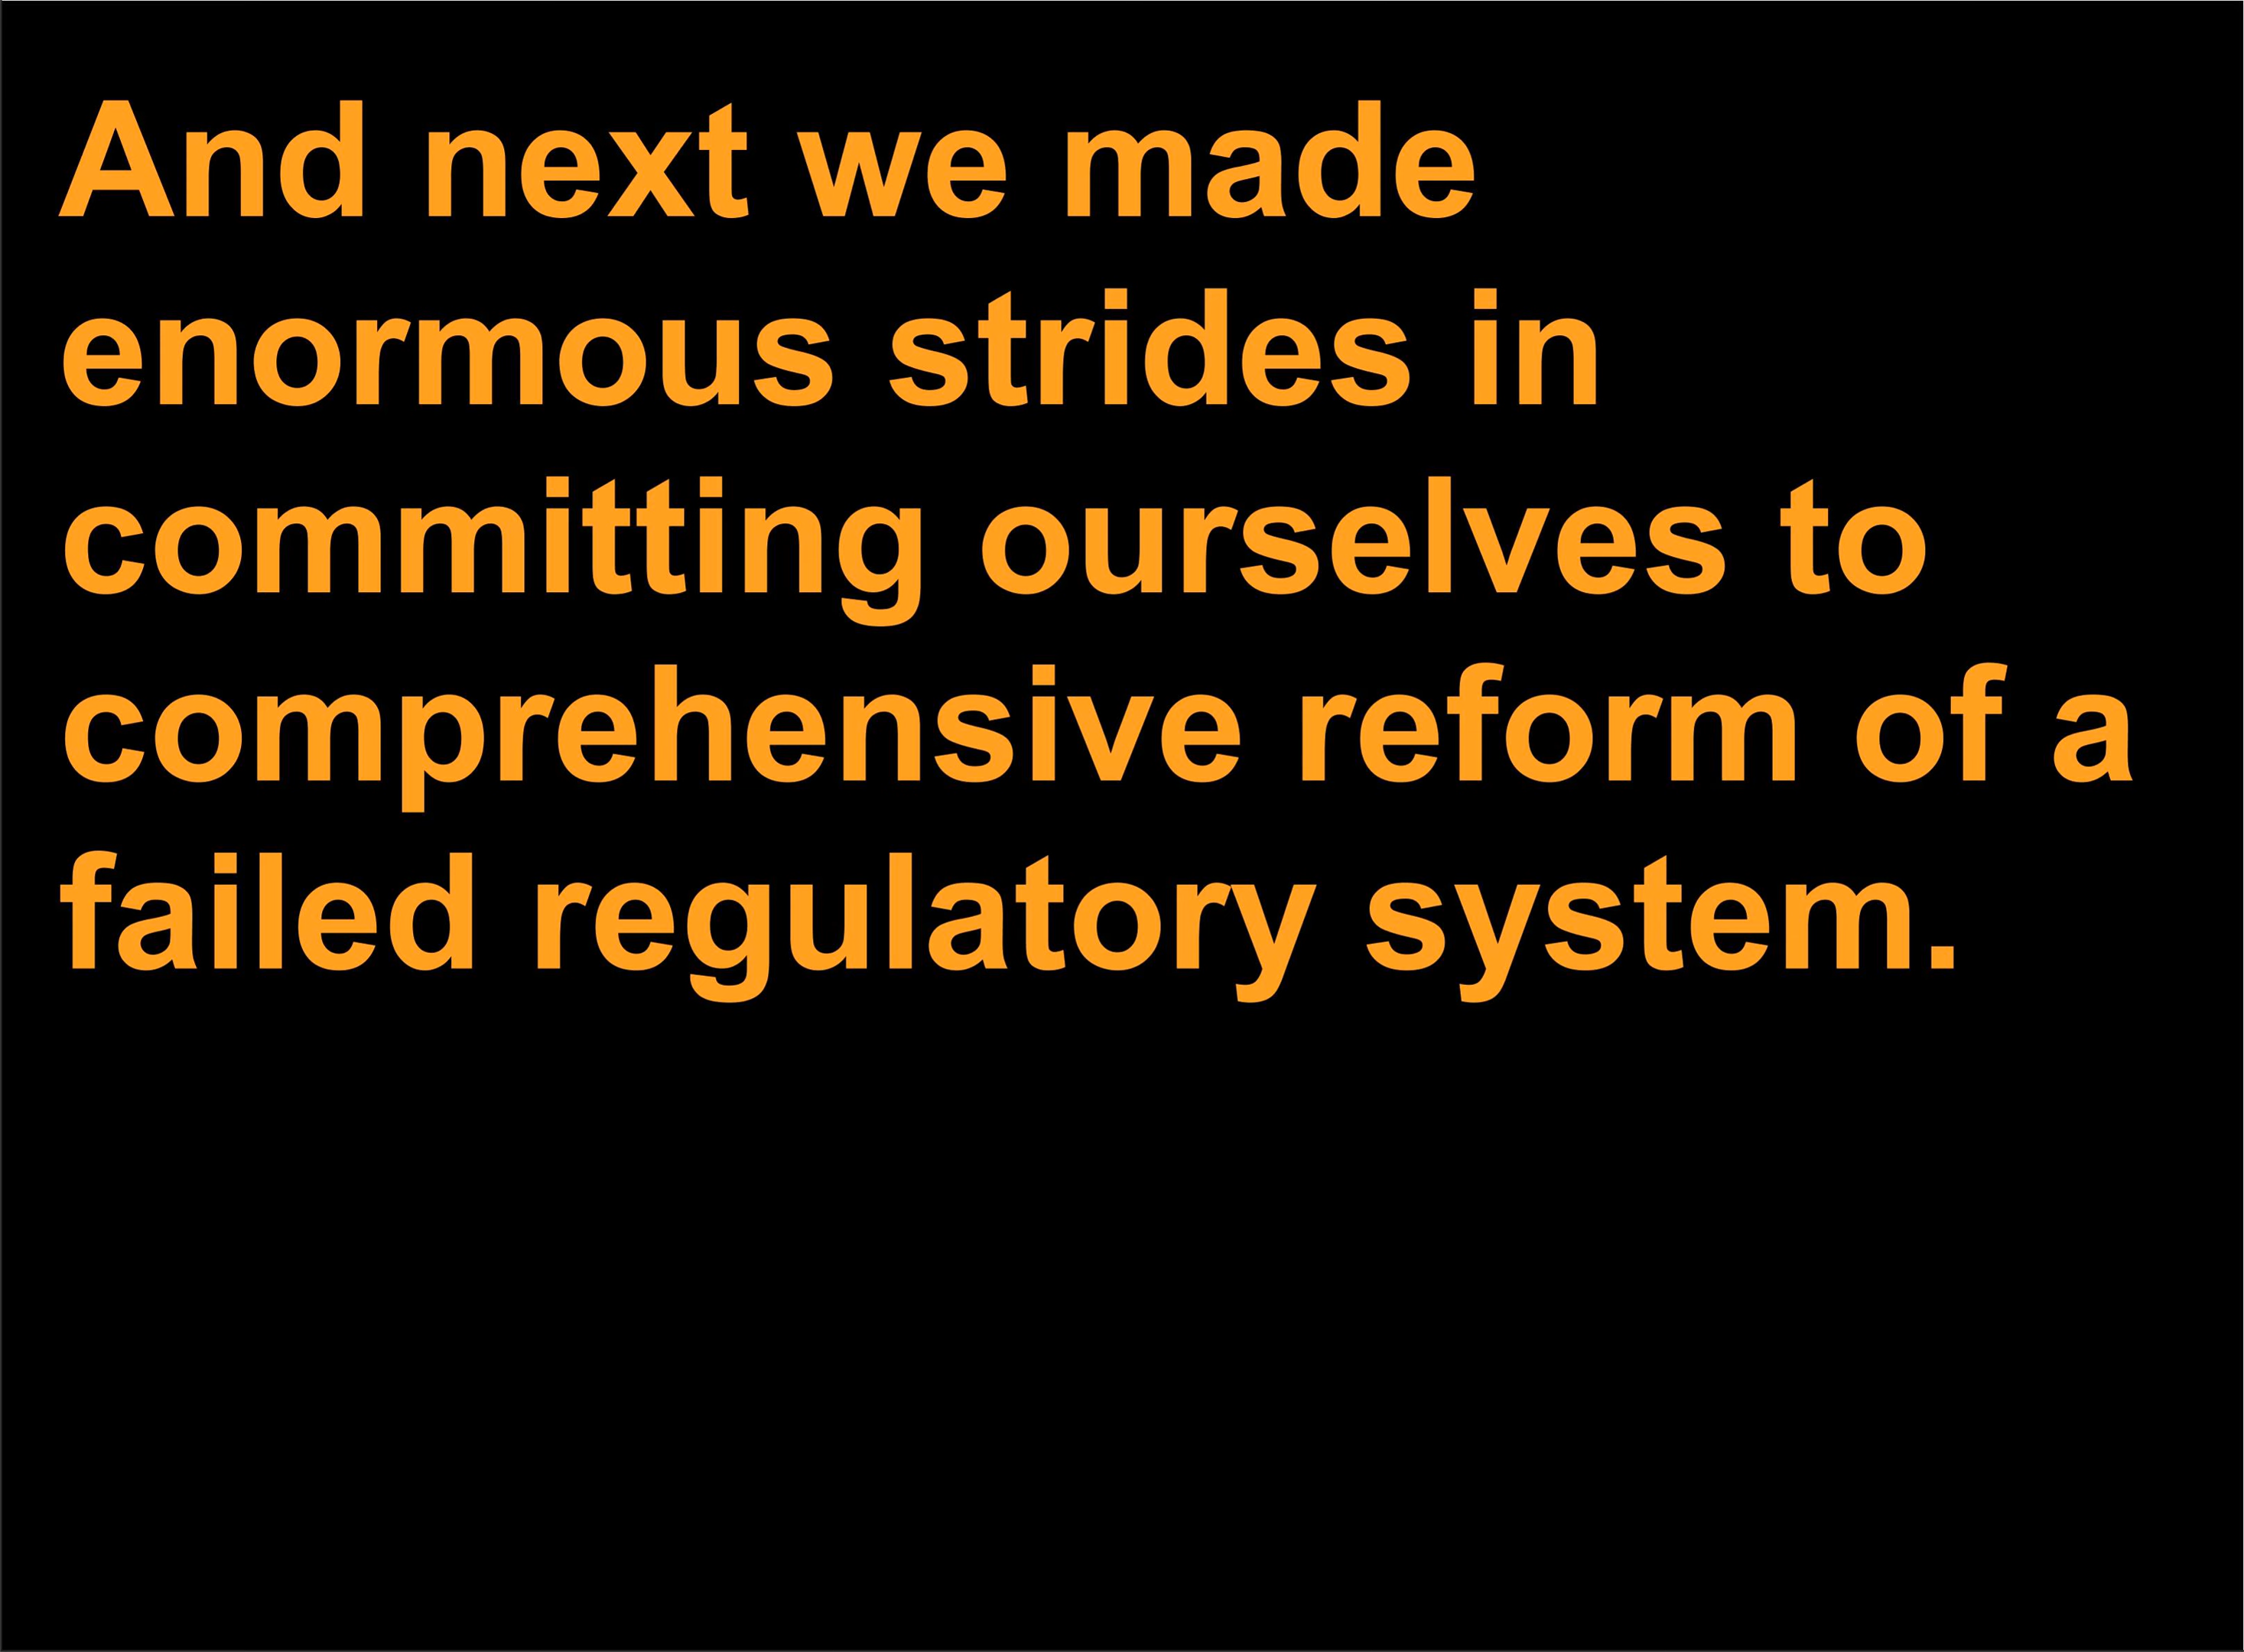 And next we made
enormous strides in
committing ourselves to
comprehensive reform of a
failed regulatory system.